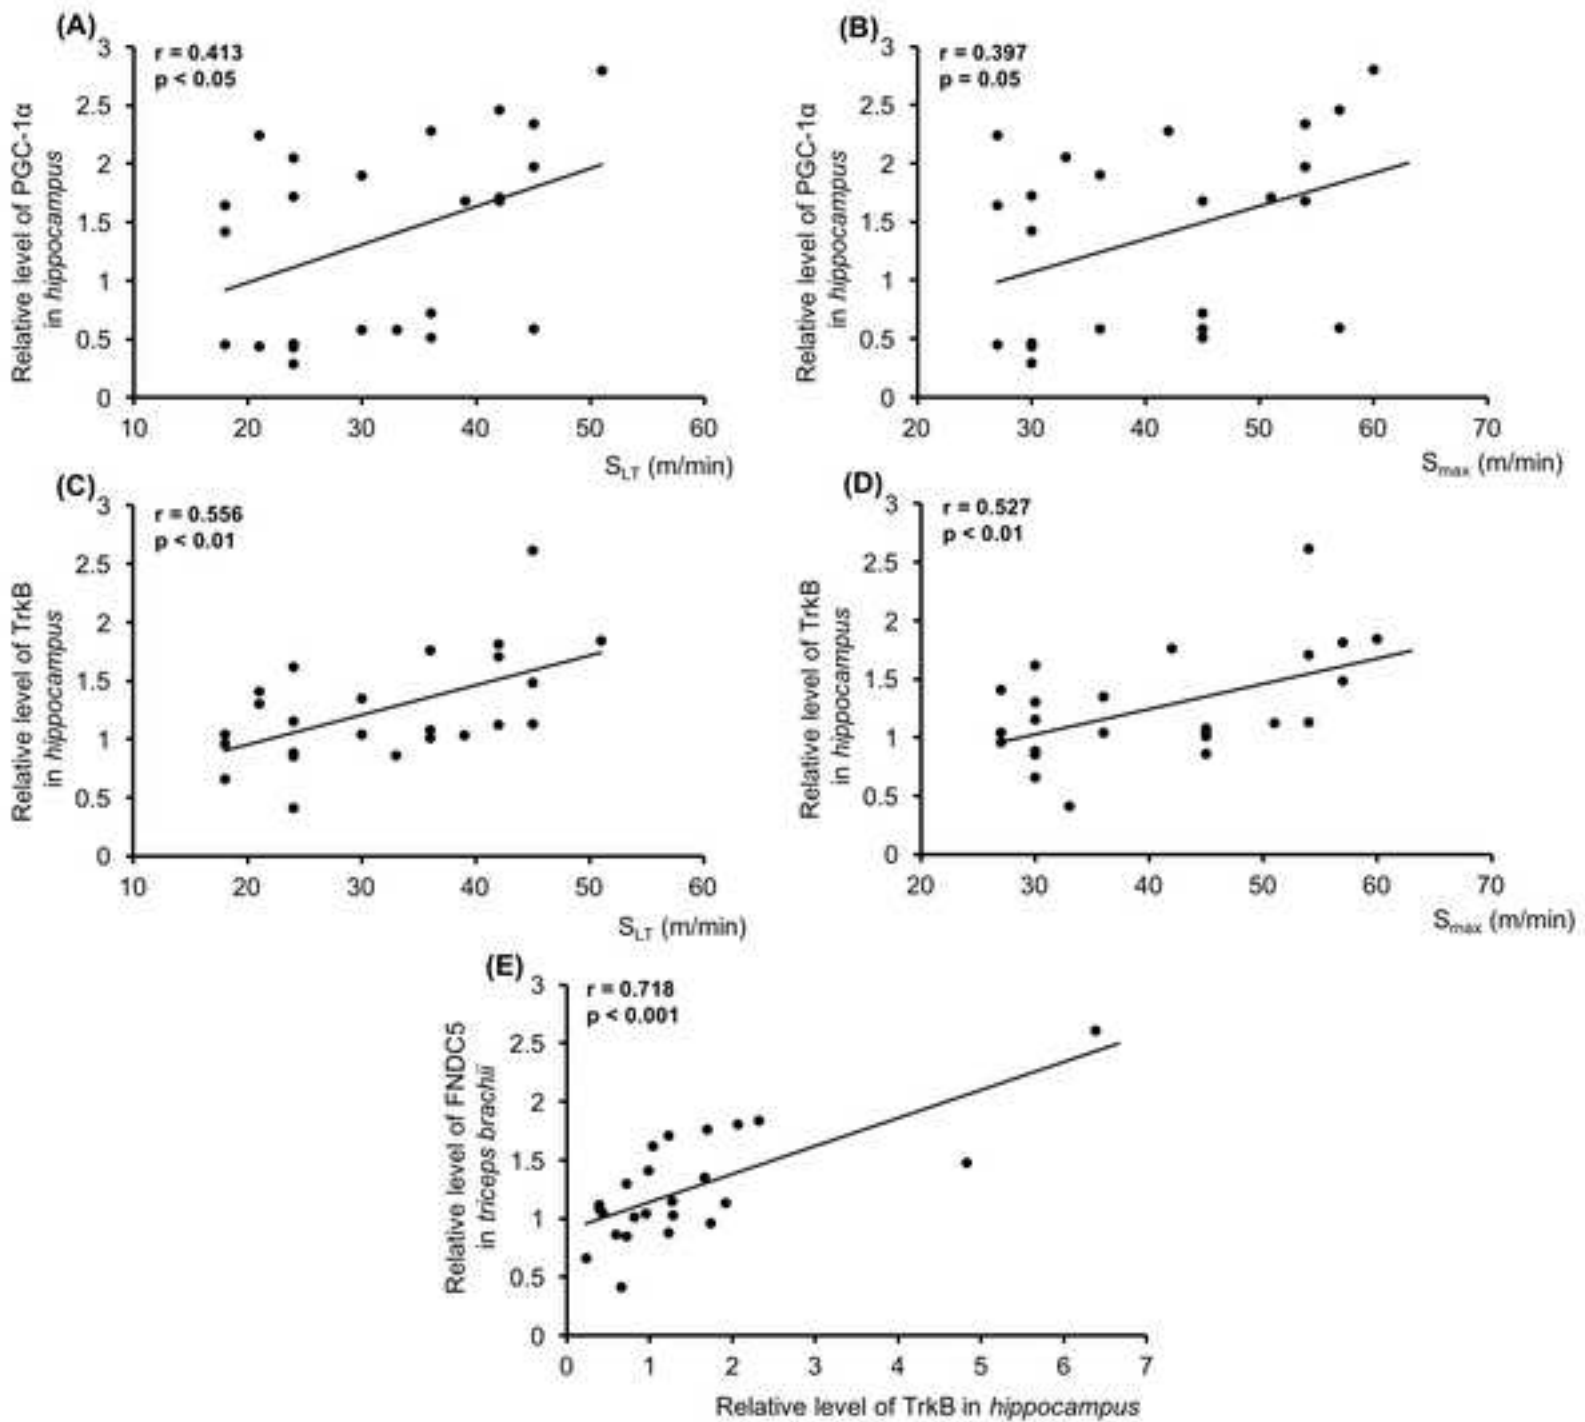 (A)
r = 0.413
p < 0.05
Relative level of PGC-1α
in hippocampus
3
2.5
2
1.5
1
0.5
0
10 20 30 40 50 60
S_LT (m/min)
(B)
r = 0.397
p = 0.05
Relative level of PGC-1α
in hippocampus
3
2.5
2
1.5
1
0.5
0
20 30 40 50 60 70
S_max (m/min)
(C)
r = 0.556
p < 0.01
Relative level of TrkB
in hippocampus
3
2.5
2
1.5
1
0.5
0
10 20 30 40 50 60
S_LT (m/min)
(D)
r = 0.527
p < 0.01
Relative level of TrkB
in hippocampus
3
2.5
2
1.5
1
0.5
0
20 30 40 50 60 70
S_max (m/min)
(E)
r = 0.718
p < 0.001
Relative level of FNDC5
in triceps brachii
3
2.5
2
1.5
1
0.5
0
0 1 2 3 4 5 6 7
Relative level of TrkB in hippocampus